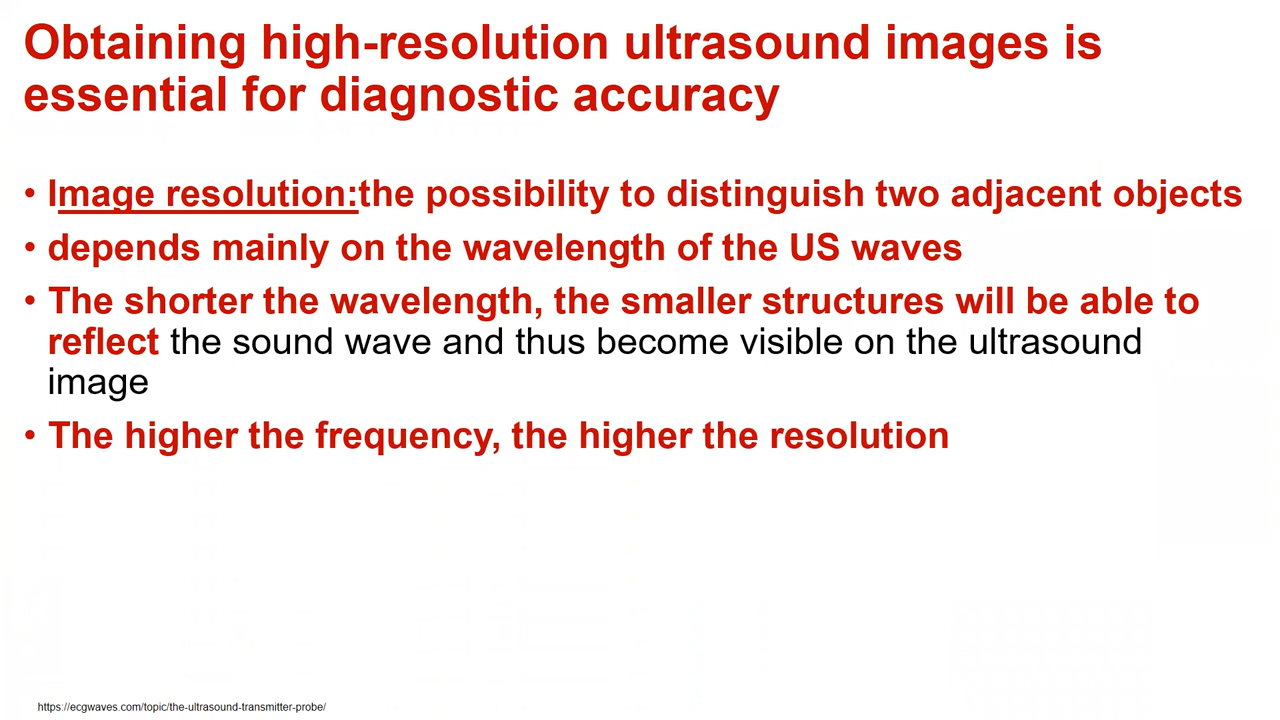 Obtaining high-resolution ultrasound images is
essential for diagnostic accuracy
• Image resolution:the possibility to distinguish two adjacent objects
• depends mainly on the wavelength of the US waves
• The shorter the wavelength, the smaller structures will be able to
reflect the sound wave and thus become visible on the ultrasound
image
• The higher the frequency, the higher the resolution
https://ecgwaves.com/topic/the-ultrasound-transmitter-probe/